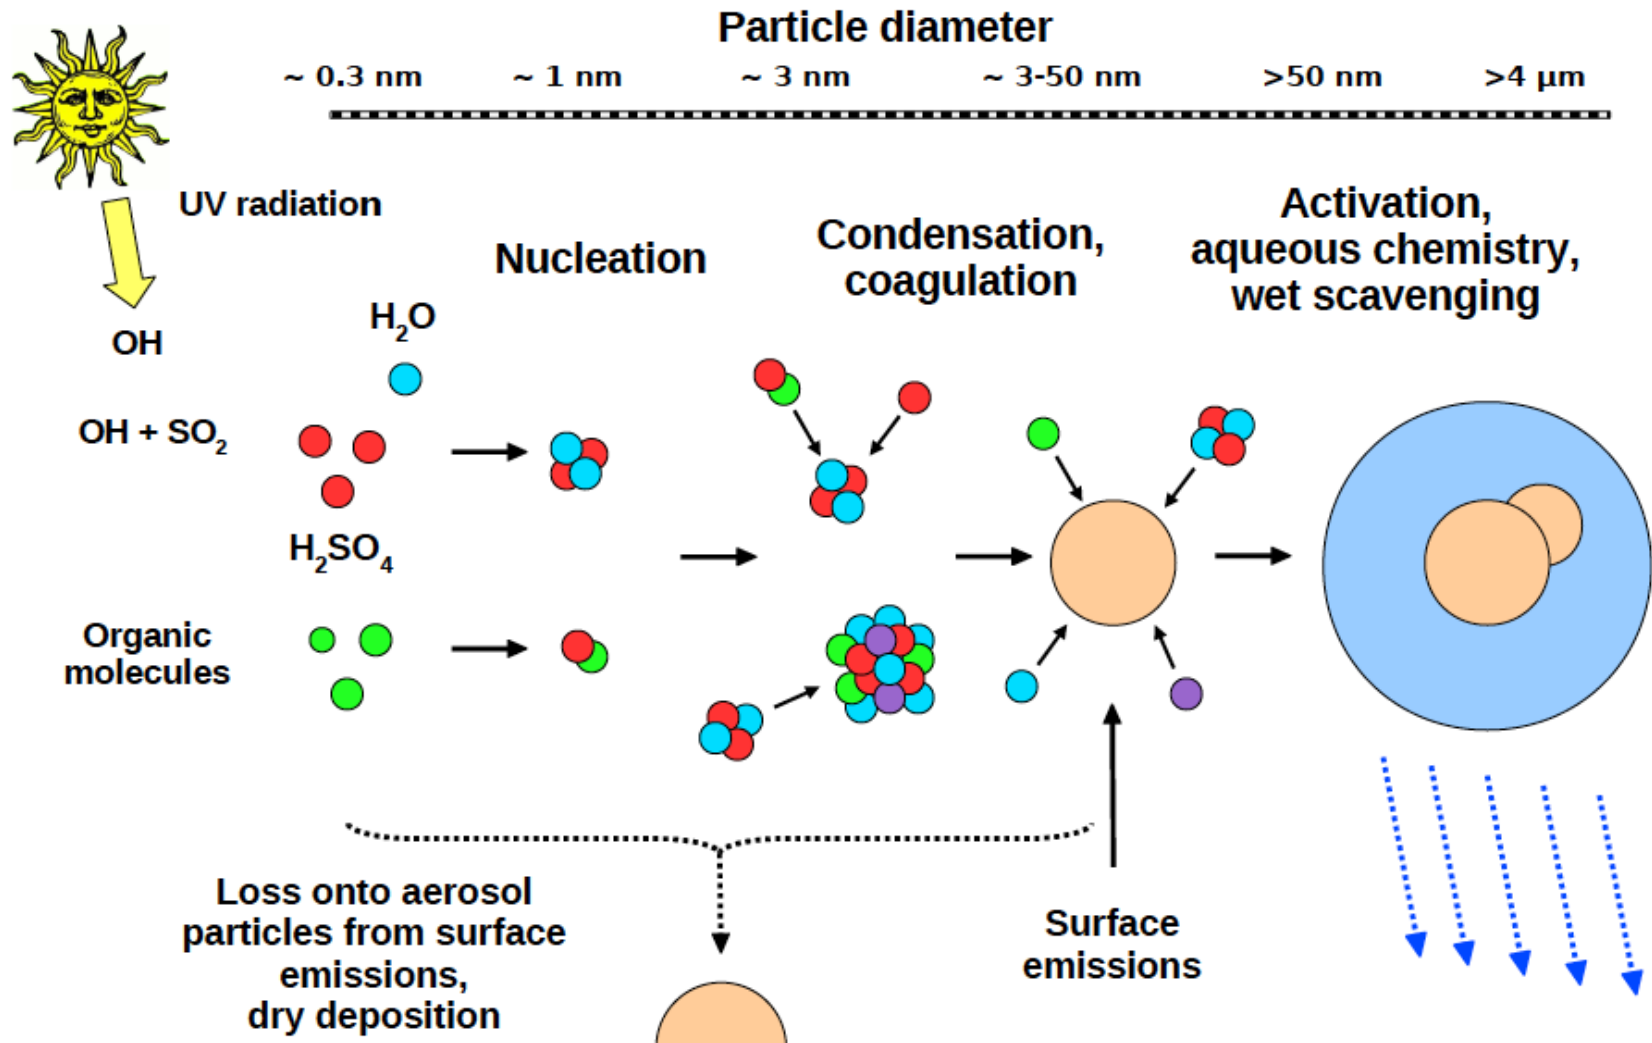 Particle diameter
~ 0.3 nm ~ 1 nm ~ 3 nm ~ 3-50 nm >50 nm >4 µm
UV radiation
Nucleation
Condensation,
coagulation
Activation,
aqueous chemistry,
wet scavenging
OH
H₂O
OH + SO₂
H₂SO₄
Organic
molecules
Loss onto aerosol
particles from surface
emissions,
dry deposition
Surface
emissions